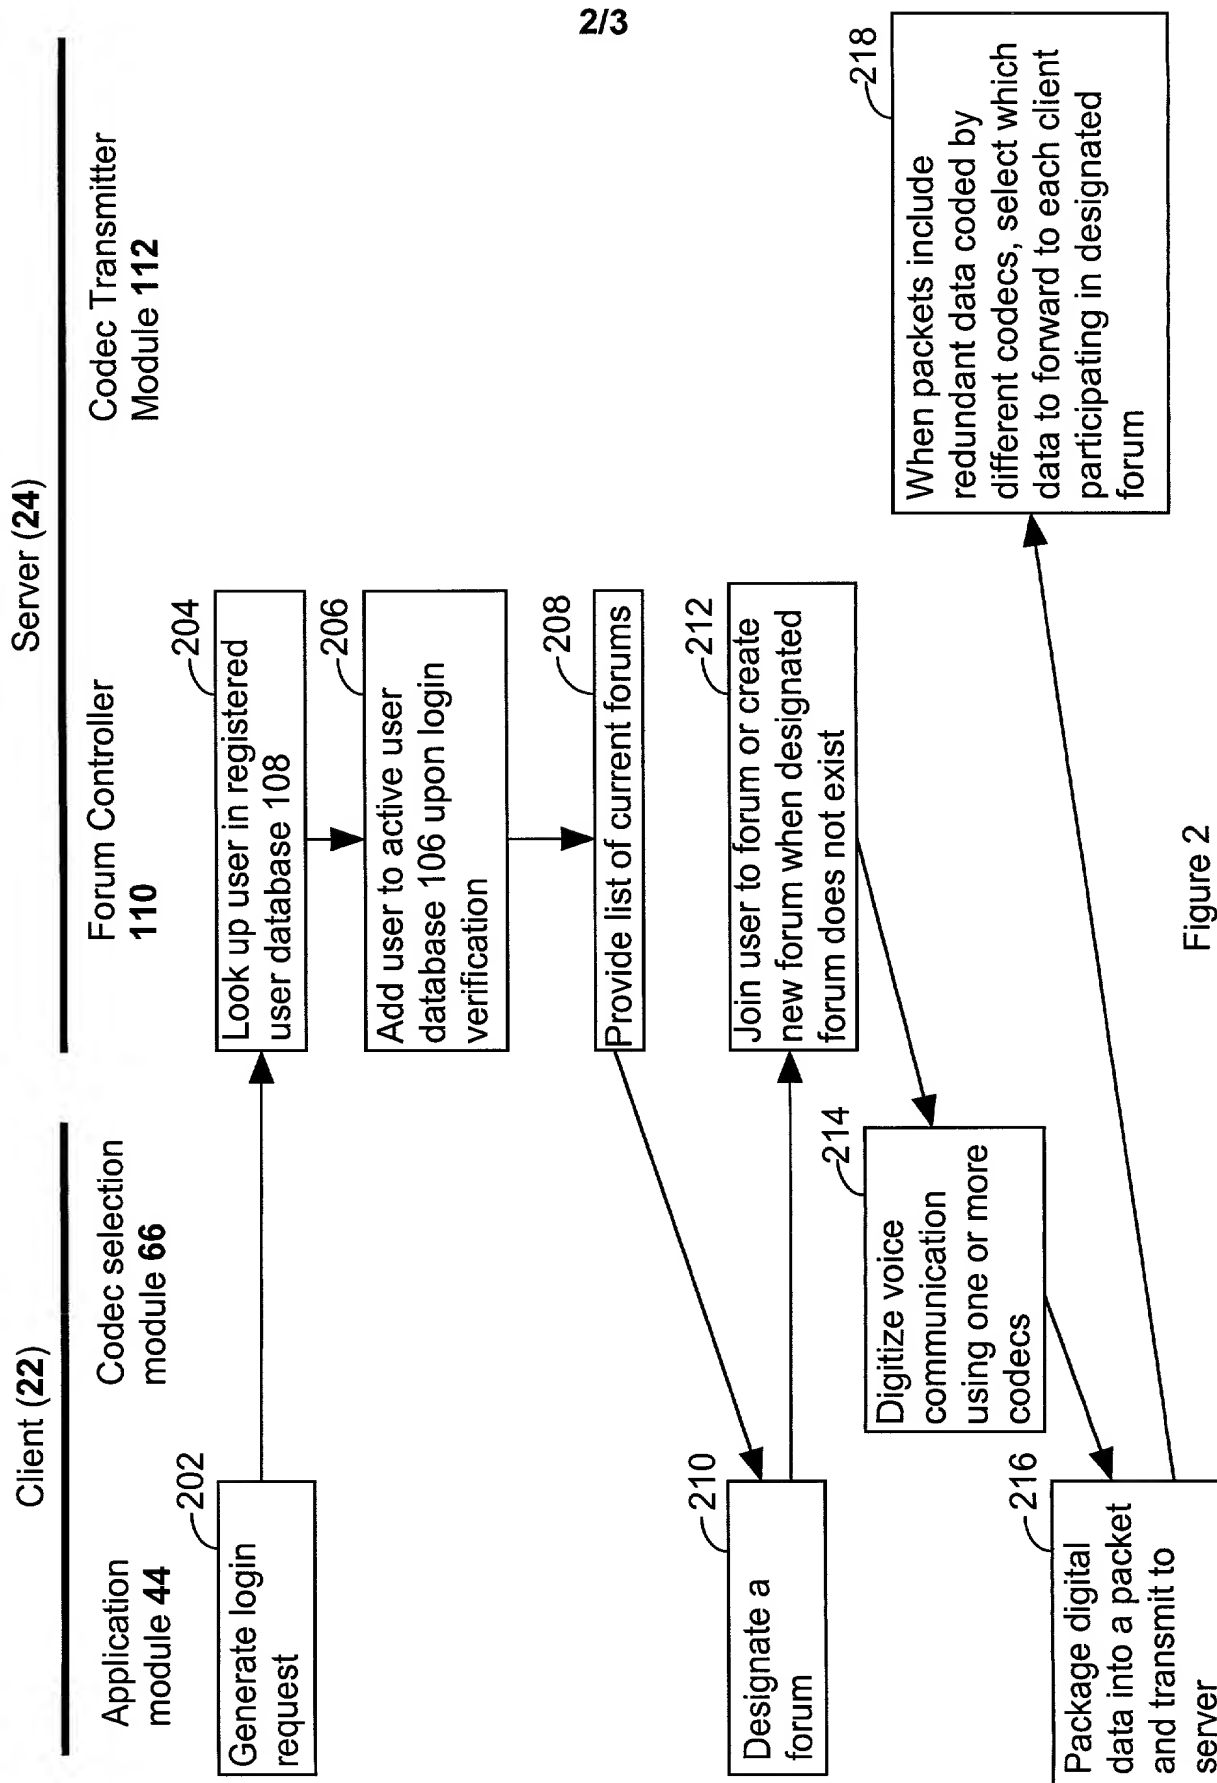 2/3
Client (22)
Server (24)
Application
module 44
Codec selection
module 66
Forum Controller
110
Codec Transmitter
Module 112
202
Generate login
request
204
Look up user in registered
user database 108
206
Add user to active user
database 106 upon login
verification
208
Provide list of current forums
210
Designate a
forum
212
Join user to forum or create
new forum when designated
forum does not exist
214
Digitize voice
communication
using one or more
codecs
216
Package digital
data into a packet
and transmit to
server
218
When packets include
redundant data coded by
different codecs, select which
data to forward to each client
participating in designated
forum
Figure 2